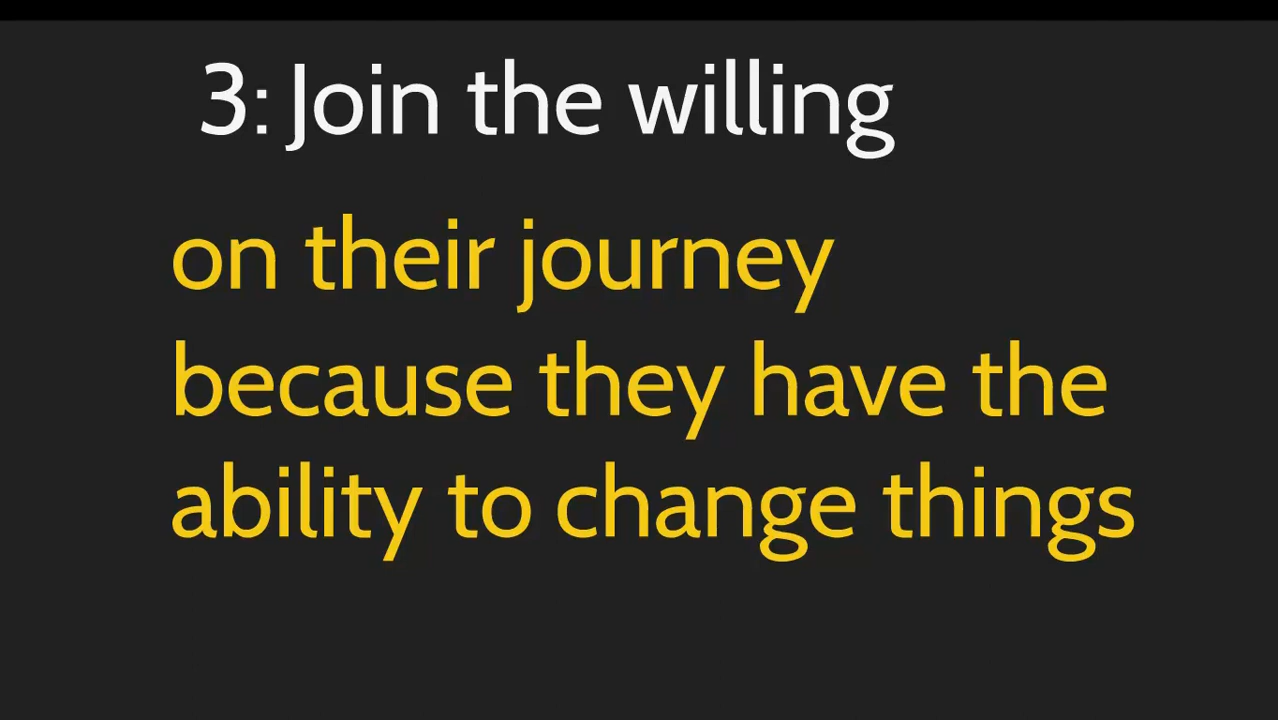 3: Join the willing
on their journey
because they have the
ability to change things